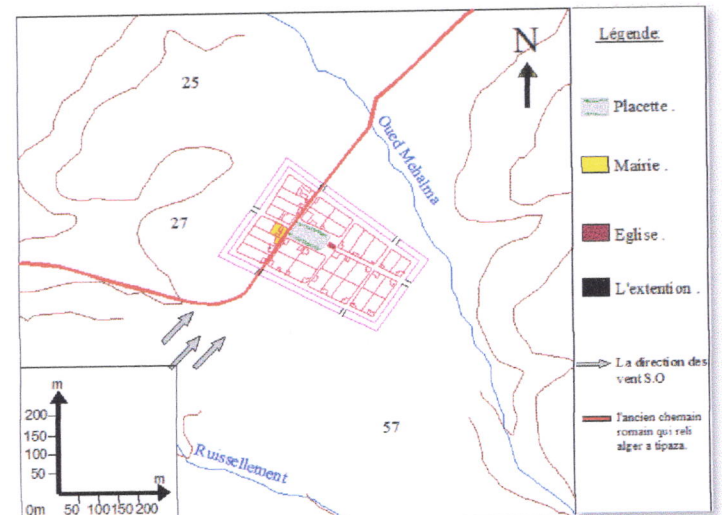 25
N
Oued Mehalma
27
57
Ruissellement
m
200
150
100
50
m
0m 50 100 150 200
Légende:
Placette .
Mairie .
Eglise .
L'extention .
La direction des
vent S.O
l'ancien chemain
romain qui reli
alger a tipaza.